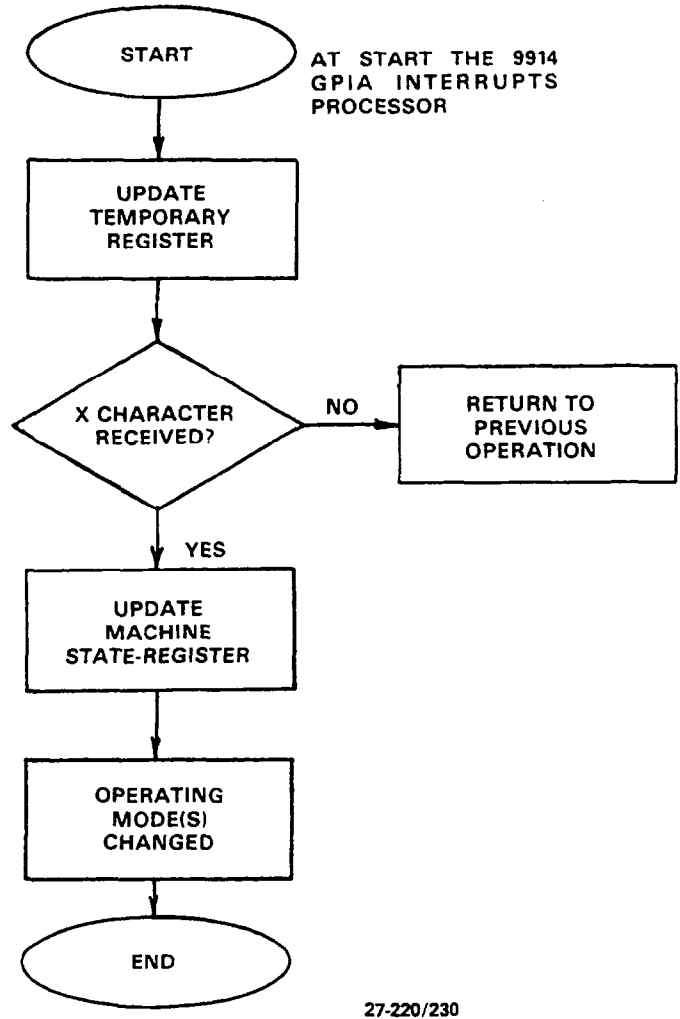 START
AT START THE 9914
GPIA INTERRUPTS
PROCESSOR
UPDATE
TEMPORARY
REGISTER
X CHARACTER
RECEIVED?
NO
RETURN TO
PREVIOUS
OPERATION
YES
UPDATE
MACHINE
STATE-REGISTER
OPERATING
MODE(S)
CHANGED
END
27-220/230